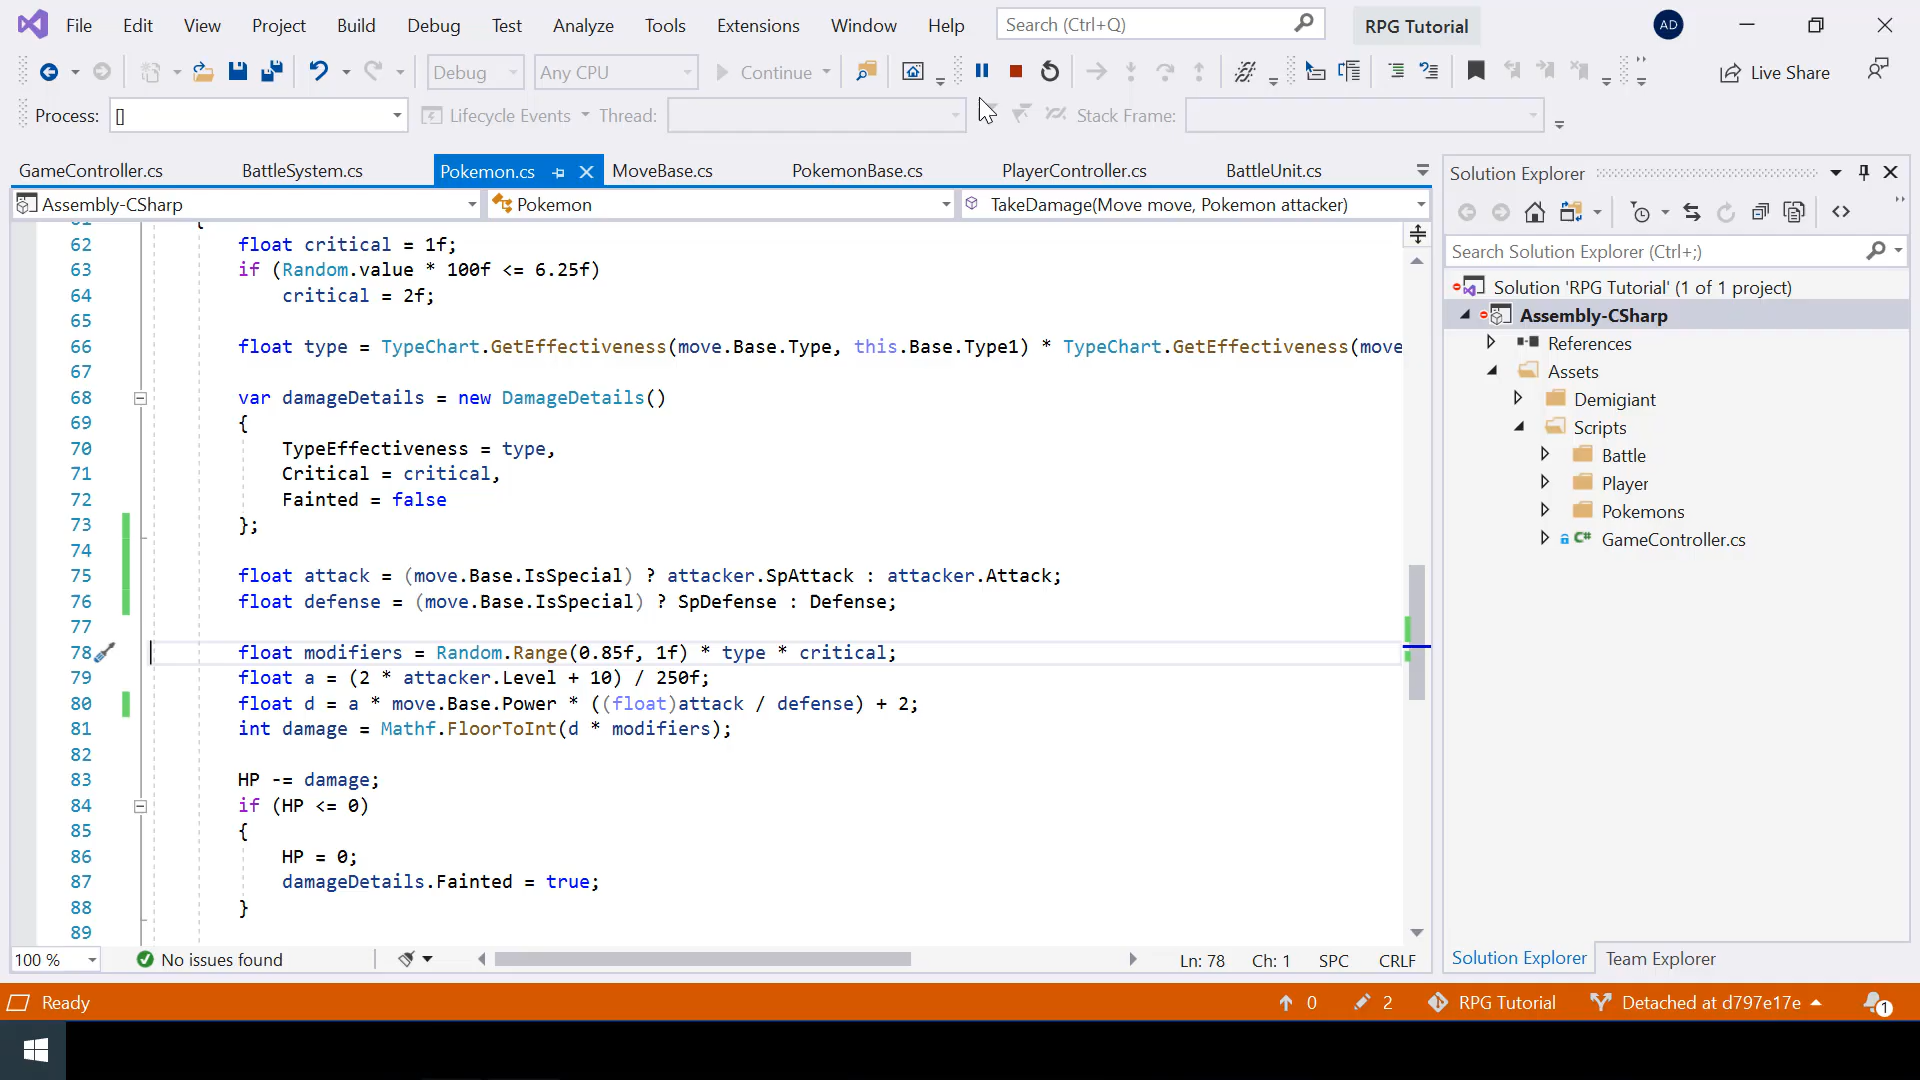 File Edit View Project Build Debug Test Analyze Tools Extensions Window Help Search (Ctrl+Q) RPG Tutorial AD
Debug Any CPU Continue Live Share
Process: [] Lifecycle Events Thread: Stack Frame:
GameController.cs BattleSystem.cs Pokemon.cs MoveBase.cs PokemonBase.cs PlayerController.cs BattleUnit.cs
Assembly-CSharp Pokemon TakeDamage(Move move, Pokemon attacker)
62 float critical = 1f;
63 if (Random.value * 100f <= 6.25f)
64 critical = 2f;
65
66 float type = TypeChart.GetEffectiveness(move.Base.Type, this.Base.Type1) * TypeChart.GetEffectiveness(move
67
68 var damageDetails = new DamageDetails()
69 {
70 TypeEffectiveness = type,
71 Critical = critical,
72 Fainted = false
73 };
74
75 float attack = (move.Base.IsSpecial) ? attacker.SpAttack : attacker.Attack;
76 float defense = (move.Base.IsSpecial) ? SpDefense : Defense;
77
78 float modifiers = Random.Range(0.85f, 1f) * type * critical;
79 float a = (2 * attacker.Level + 10) / 250f;
80 float d = a * move.Base.Power * ((float)attack / defense) + 2;
81 int damage = Mathf.FloorToInt(d * modifiers);
82
83 HP -= damage;
84 if (HP <= 0)
85 {
86 HP = 0;
87 damageDetails.Fainted = true;
88 }
89
100 % No issues found Ln: 78 Ch: 1 SPC CRLF
Solution Explorer
Search Solution Explorer (Ctrl+;)
Solution 'RPG Tutorial' (1 of 1 project)
Assembly-CSharp
References
Assets
Demigiant
Scripts
Battle
Player
Pokemons
C# GameController.cs
Solution Explorer Team Explorer
Ready 0 2 RPG Tutorial Detached at d797e17e 1